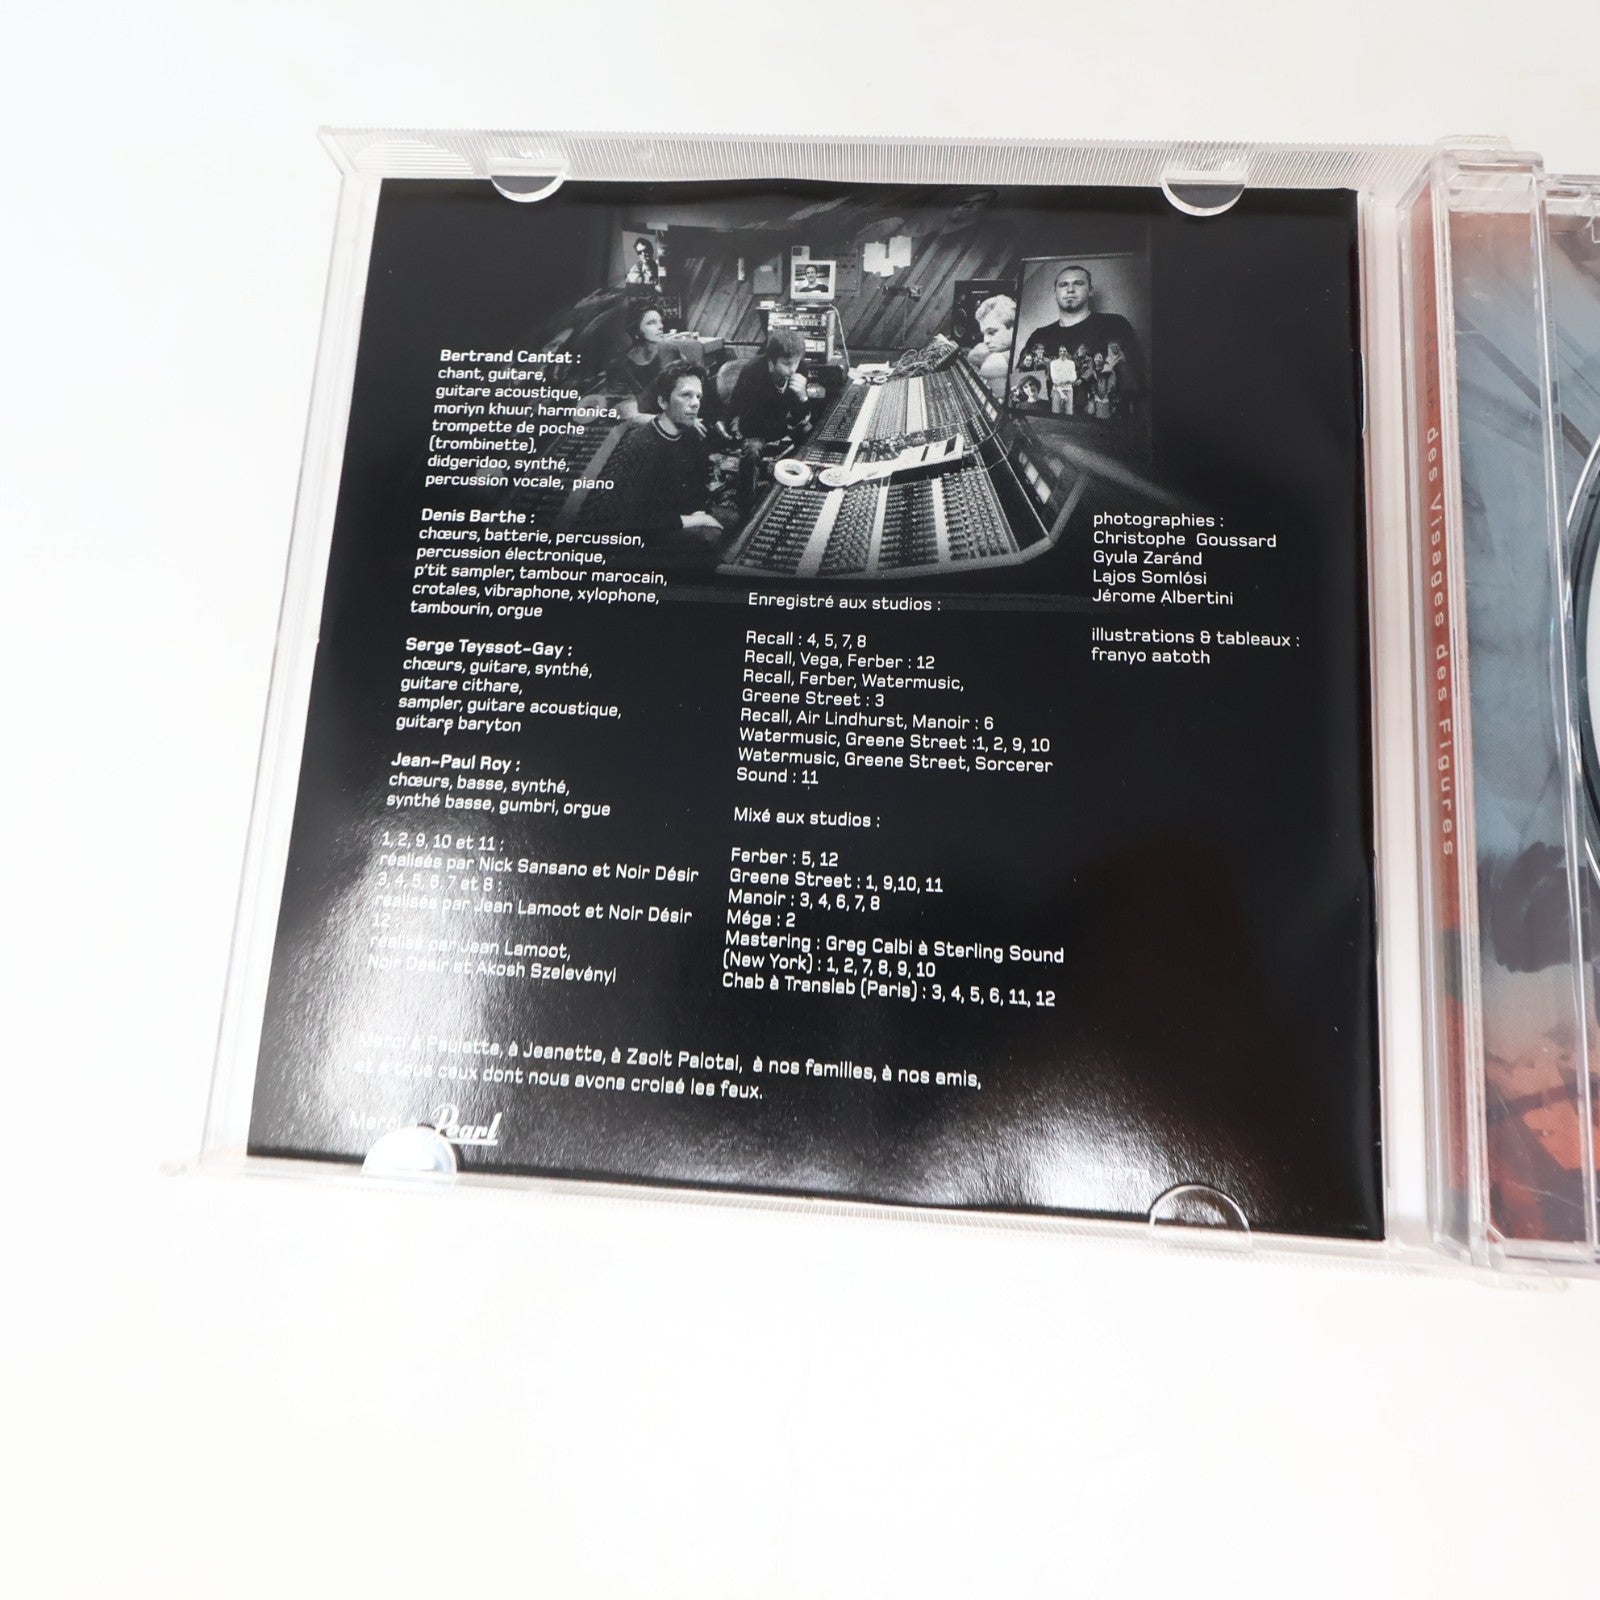 Bertrand Cantat :
chant, guitare,
guitare acoustique,
moriyn khuur, harmonica,
trompette de poche
(trombinette),
didgeridoo, synthé,
percussion vocale, piano
Denis Barthe :
chœurs, batterie, percussion,
percussion électronique,
p'tit sampler, tambour marocain,
crotales, vibraphone, xylophone,
tambourin, orgue
Serge Teyssot-Gay :
chœurs, guitare, synthé,
guitare cithare,
sampler, guitare acoustique,
guitare baryton
Jean-Paul Roy :
chœurs, basse, synthé,
synthé basse, gumbri, orgue
1, 2, 9, 10 et 11 :
réalisés par Nick Sansano et Noir Désir
3, 4, 5, 6, 7 et 8 :
réalisés par Jean Lamoot et Noir Désir
12
réalisé par Jean Lamoot,
Noir Désir et Akosh Szelevényi
Enregistré aux studios :
Recall : 4, 5, 7, 8
Recall, Vega, Ferber : 12
Recall, Ferber, Watermusic,
Greene Street : 3
Recall, Air Lindhurst, Manoir : 6
Watermusic, Greene Street :1, 2, 9, 10
Watermusic, Greene Street, Sorcerer
Sound : 11
Mixé aux studios :
Ferber : 5, 12
Greene Street : 1, 9,10, 11
Manoir : 3, 4, 6, 7, 8
Méga : 2
Mastering : Greg Calbi à Sterling Sound
(New York) : 1, 2, 7, 8, 9, 10
Chab à Translab (Paris) : 3, 4, 5, 6, 11, 12
photographies :
Christophe Goussard
Gyula Zaránd
Lajos Somlósi
Jérome Albertini
illustrations & tableaux :
franyo aatoth
Merci à Paulette, à Jeanette, à Zsolt Palotai, à nos familles, à nos amis,
et à tous ceux dont nous avons croisé les feux.
Merci à Pearl
des Visages des Figures